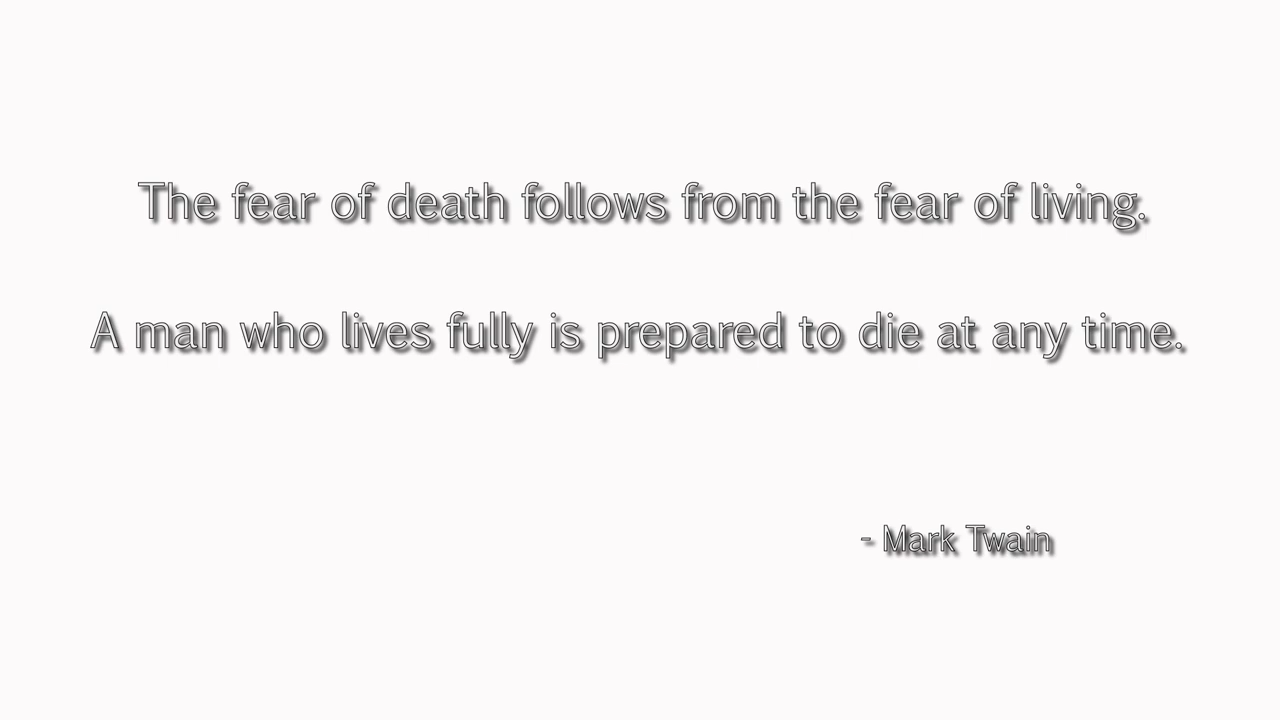 The fear of death follows from the fear of living.
A man who lives fully is prepared to die at any time.
- Mark Twain